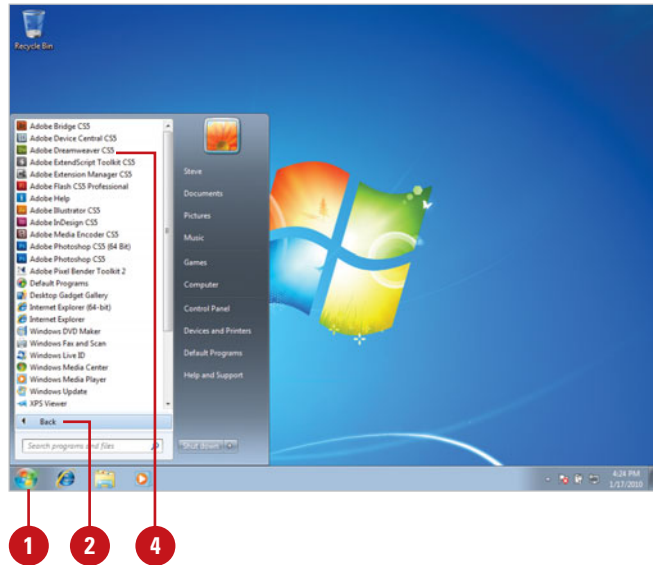 Recycle Bin
Adobe Bridge CS5
Adobe Device Central CS5
Adobe Dreamweaver CS5
Adobe ExtendScript Toolkit CS5
Adobe Extension Manager CS5
Adobe Flash CS5 Professional
Adobe Help
Adobe Illustrator CS5
Adobe InDesign CS5
Adobe Media Encoder CS5
Adobe Photoshop CS5 (64 Bit)
Adobe Photoshop CS5
Adobe Pixel Bender Toolkit 2
Default Programs
Desktop Gadget Gallery
Internet Explorer (64-bit)
Internet Explorer
Windows DVD Maker
Windows Fax and Scan
Windows Live ID
Windows Media Center
Windows Media Player
Windows Update
XPS Viewer
Back
Search programs and files
Steve
Documents
Pictures
Music
Games
Computer
Control Panel
Devices and Printers
Default Programs
Help and Support
Shut down
4:24 PM
1/17/2010
1
2
4